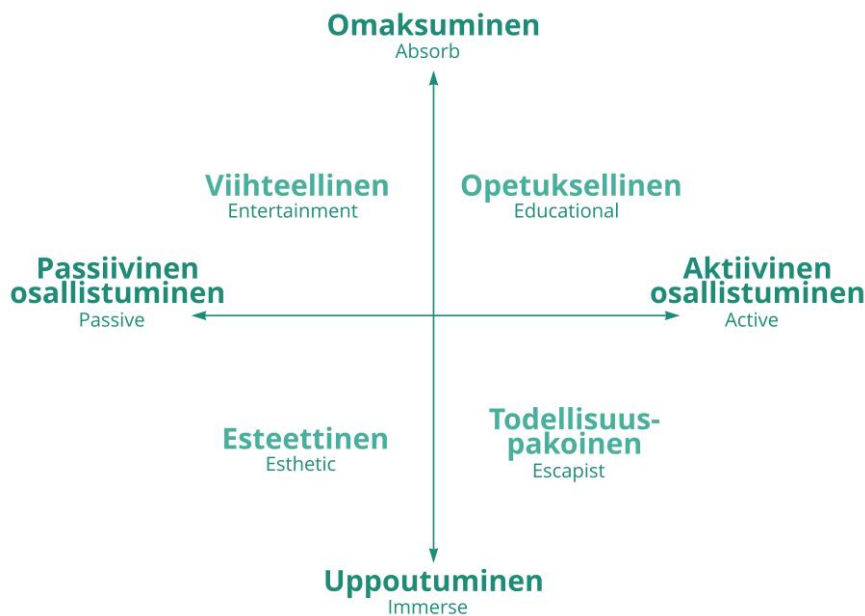 Omaksuminen
Absorb
Viihteellinen
Entertainment
Opetuksellinen
Educational
Passiivinen
osallistuminen
Passive
Aktiivinen
osallistuminen
Active
Esteettinen
Esthetic
Todellisuus-
pakoinen
Escapist
Uppoutuminen
Immerse